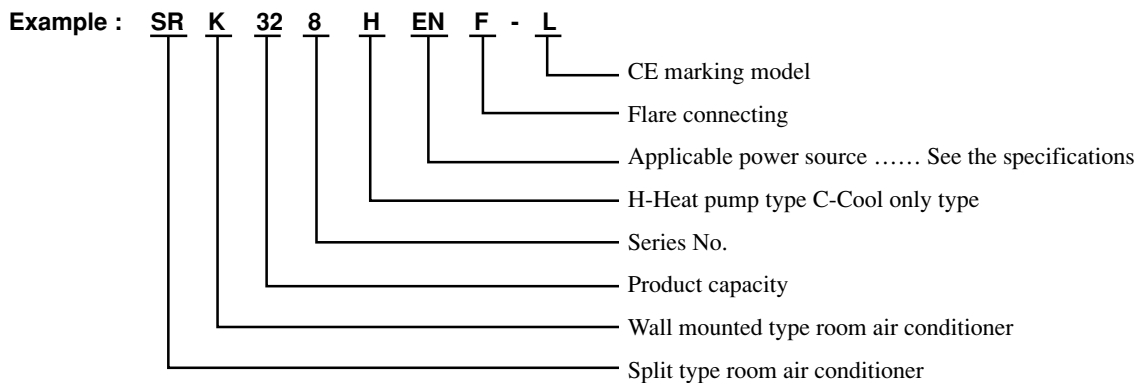 Example : SR K 32 8 H EN F - L
CE marking model
Flare connecting
Applicable power source …… See the specifications
H-Heat pump type C-Cool only type
Series No.
Product capacity
Wall mounted type room air conditioner
Split type room air conditioner